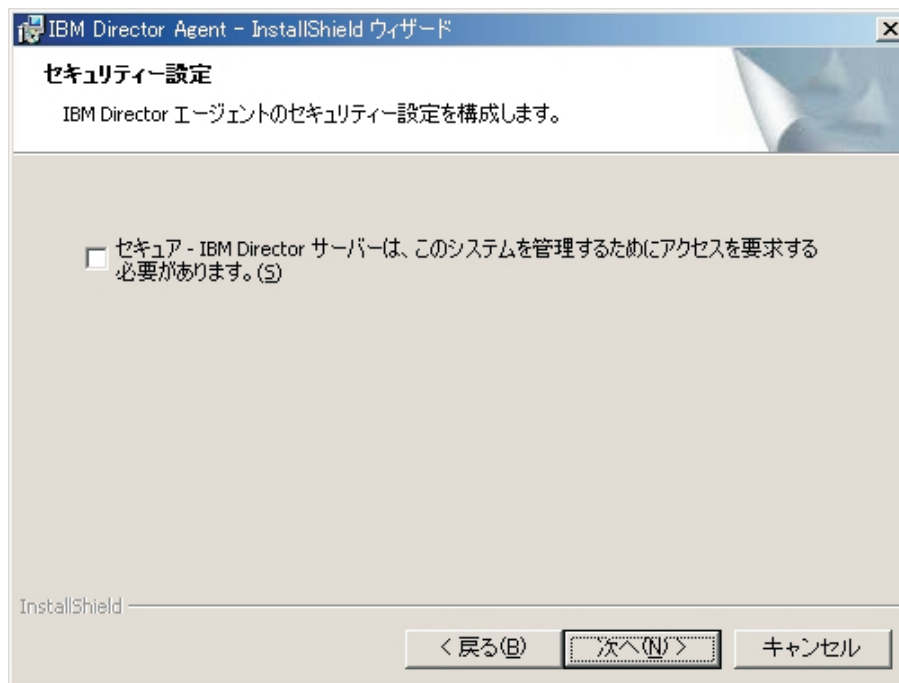 IBM Director Agent - InstallShield ウィザード
セキュリティー設定
IBM Director エージェントのセキュリティー設定を構成します。
セキュア - IBM Director サーバーは、このシステムを管理するためにアクセスを要求する
必要があります。(S)
InstallShield
< 戻る(B)
次へ(N) >
キャンセル